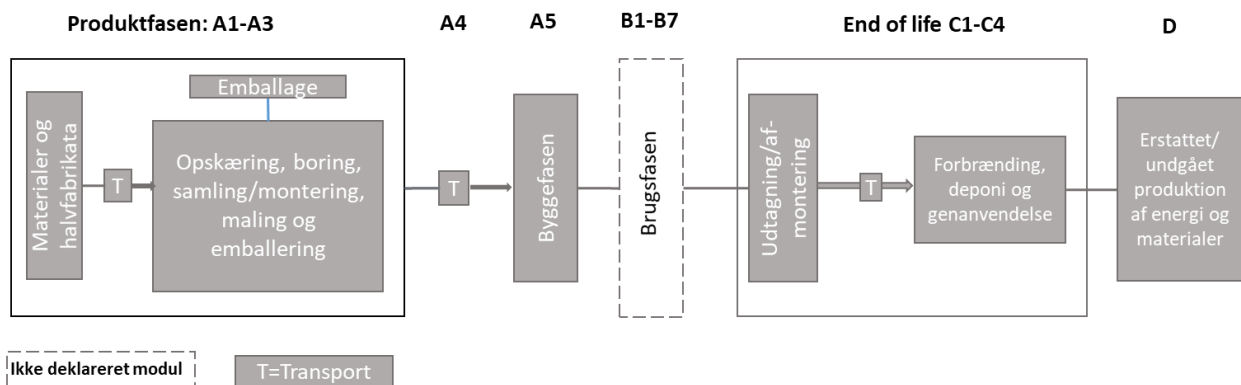 Produktfasen: A1-A3
A4
A5
B1-B7
End of life C1-C4
D
Materialer og
halvfabrikata
T
Emballage
Opskæring, boring,
samling/montering,
maling og
emballering
T
Byggefasen
Brugsfasen
Udtagning/af-
montering
T
Forbrænding,
deponi og
genanvendelse
Erstattet/
undgået
produktion
af energi og
materialer
Ikke deklareret modul
T=Transport